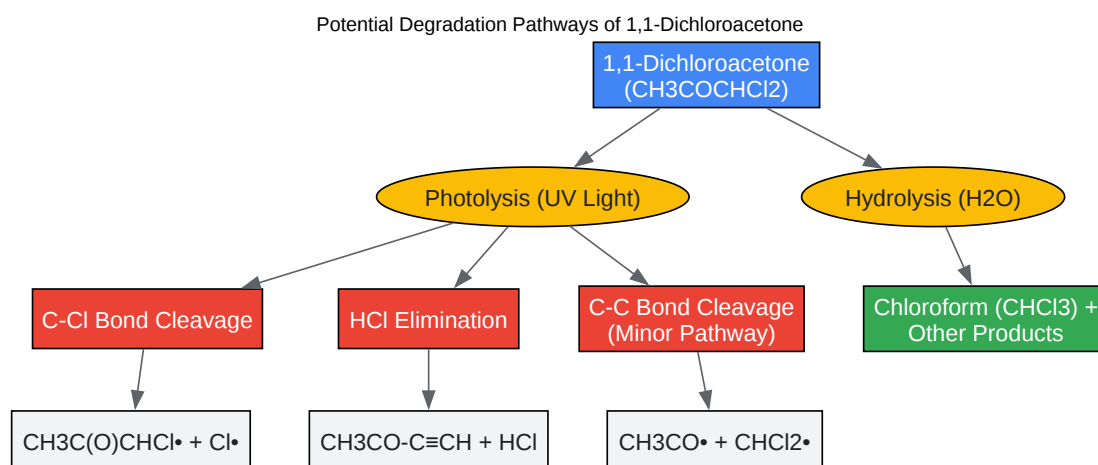 Potential Degradation Pathways of 1,1-Dichloroacetone
1,1-Dichloroacetone
(CH3COCHCl2)
Photolysis (UV Light)
Hydrolysis (H2O)
C-Cl Bond Cleavage
HCl Elimination
C-C Bond Cleavage
(Minor Pathway)
Chloroform (CHCl3) +
Other Products
CH3C(O)CHCl• + Cl•
CH3CO-C≡CH + HCl
CH3CO• + CHCl2•